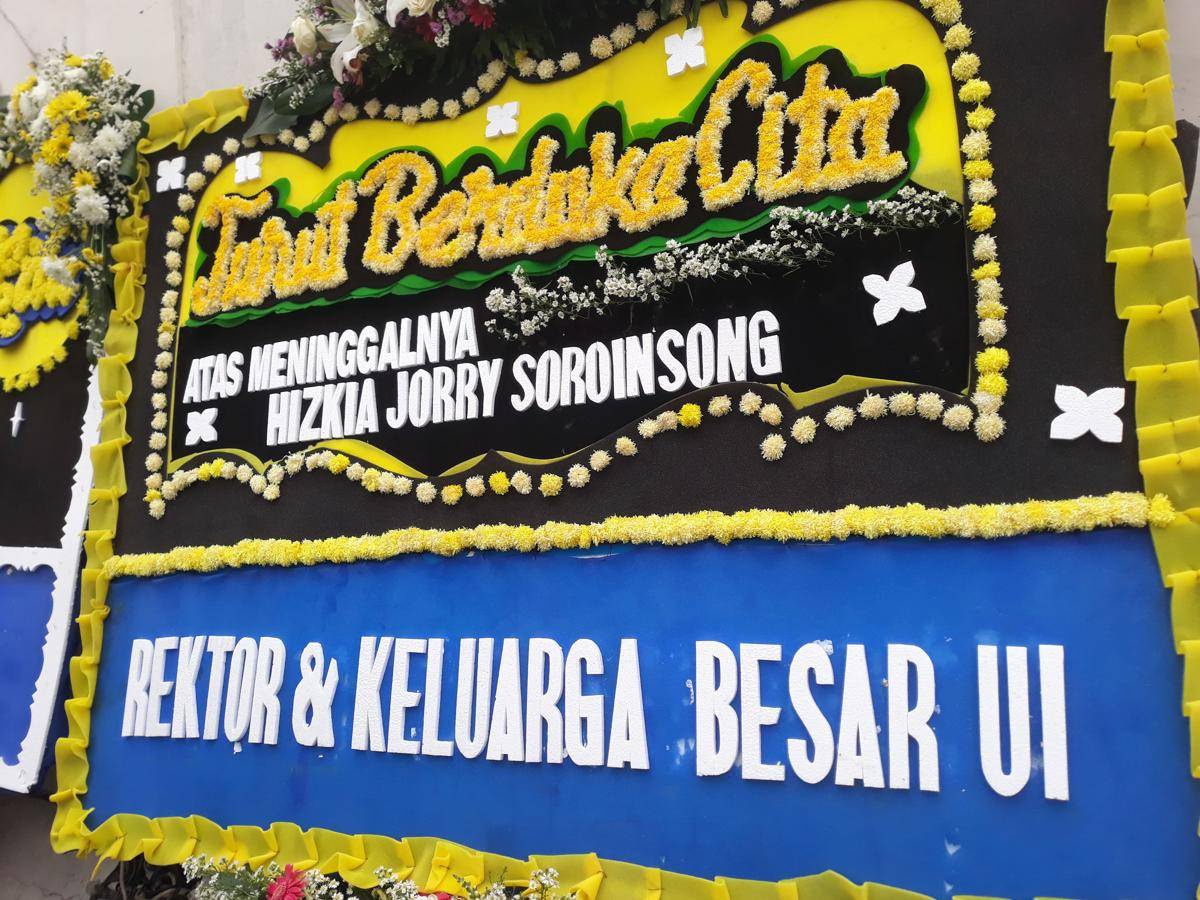 Turut Berduka Cita
ATAS MENINGGALNYA
HIZKIA JORRY SOROINSONG
REKTOR & KELUARGA BESAR UI